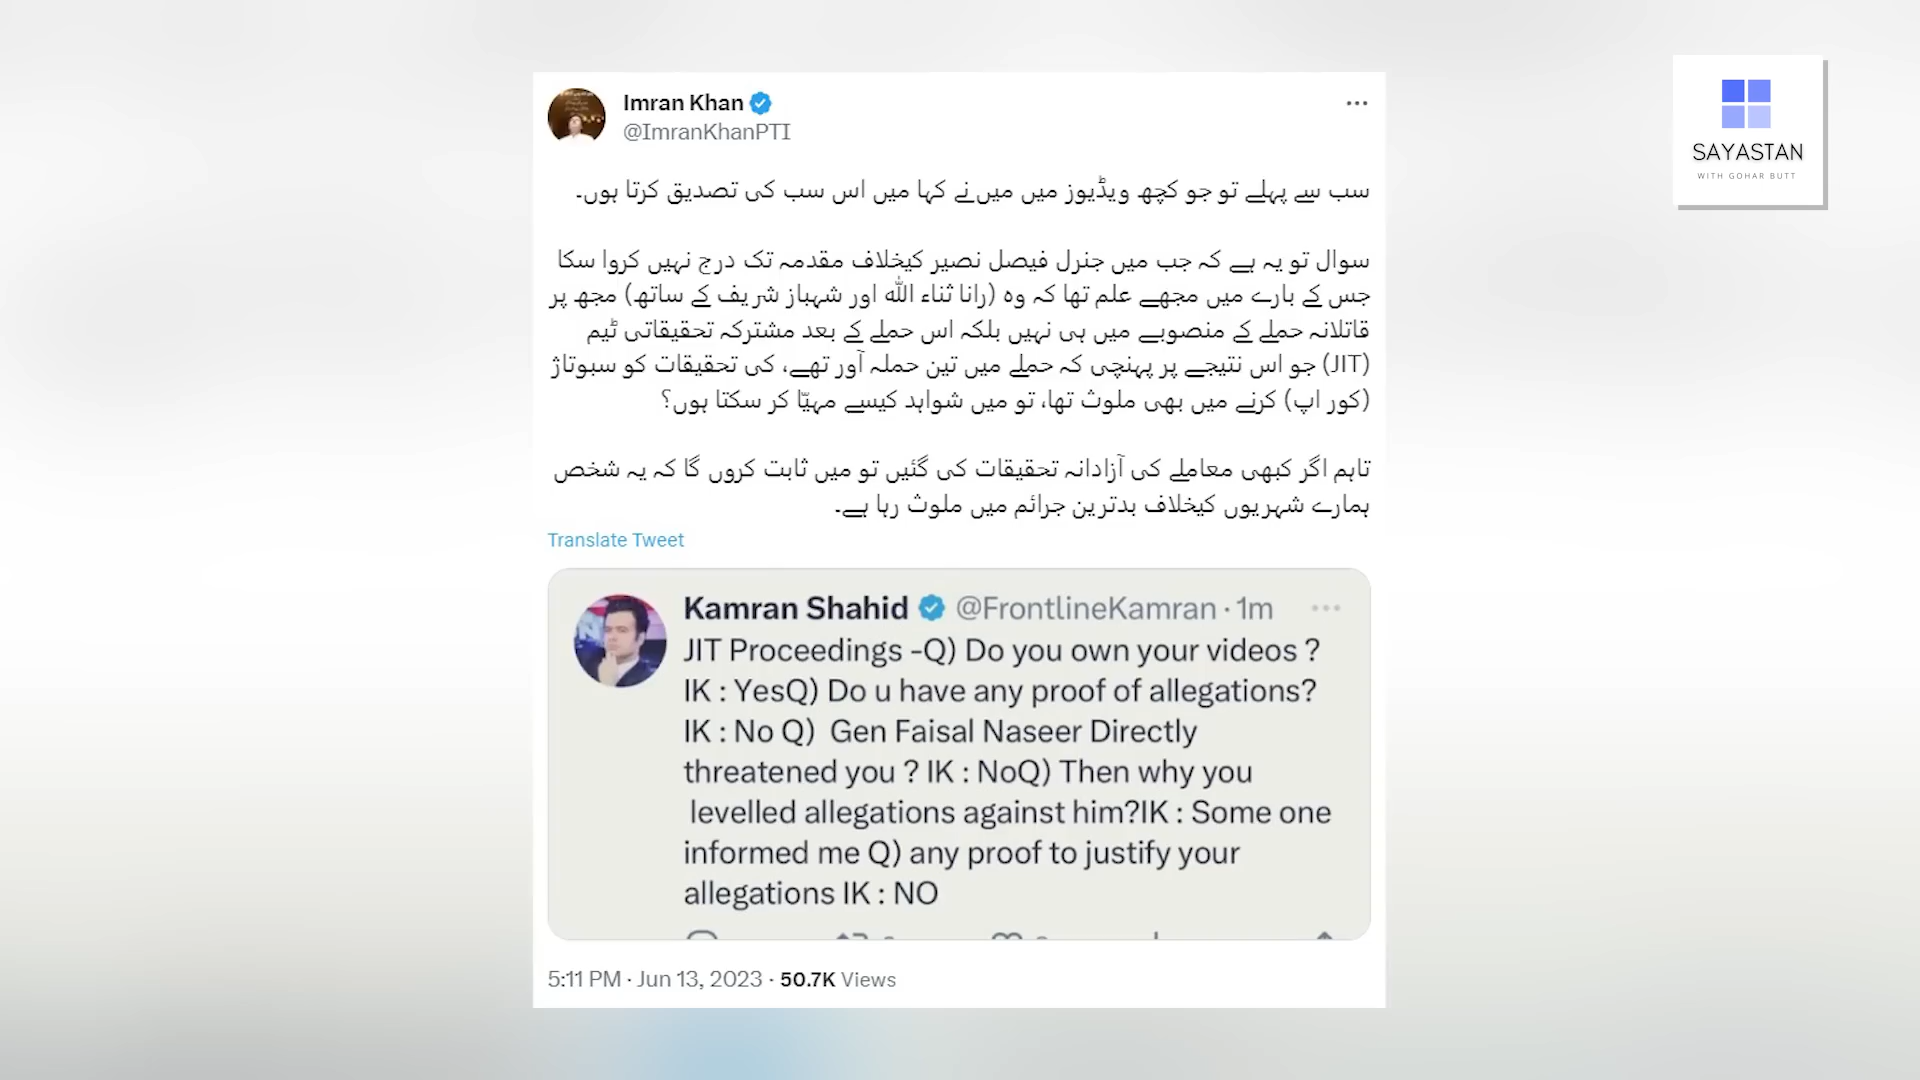 Imran Khan
@ImranKhanPTI
سب سے پہلے تو جو کچھ ویڈیوز میں میں نے کہا میں اس سب کی تصدیق کرتا ہوں۔
سوال تو یہ ہے کہ جب میں جنرل فیصل نصیر کیخلاف مقدمہ تک درج نہیں کروا سکا
جس کے بارے میں مجھے علم تھا کہ وہ (رانا ثناء اللّٰہ اور شہباز شریف کے ساتھ) مجھ پر
قاتلانہ حملے کے منصوبے میں ہی نہیں بلکہ اس حملے کے بعد مشترکہ تحقیقاتی ٹیم
(JIT) جو اس نتیجے پر پہنچی کہ حملے میں تین حملہ آور تھے، کی تحقیقات کو سبوتاژ
(کور اپ) کرنے میں بھی ملوث تھا، تو میں شواہد کیسے مہیّا کر سکتا ہوں؟
تاہم اگر کبھی معاملے کی آزادانہ تحقیقات کی گئیں تو میں ثابت کروں گا کہ یہ شخص
ہمارے شہریوں کیخلاف بدترین جرائم میں ملوث رہا ہے۔
Translate Tweet
Kamran Shahid @FrontlineKamran · 1m
JIT Proceedings -Q) Do you own your videos ?
IK : YesQ) Do u have any proof of allegations?
IK : No Q) Gen Faisal Naseer Directly
threatened you ? IK : NoQ) Then why you
levelled allegations against him?IK : Some one
informed me Q) any proof to justify your
allegations IK : NO
5:11 PM · Jun 13, 2023 · 50.7K Views
SAYASTAN
WITH GOHAR BUTT